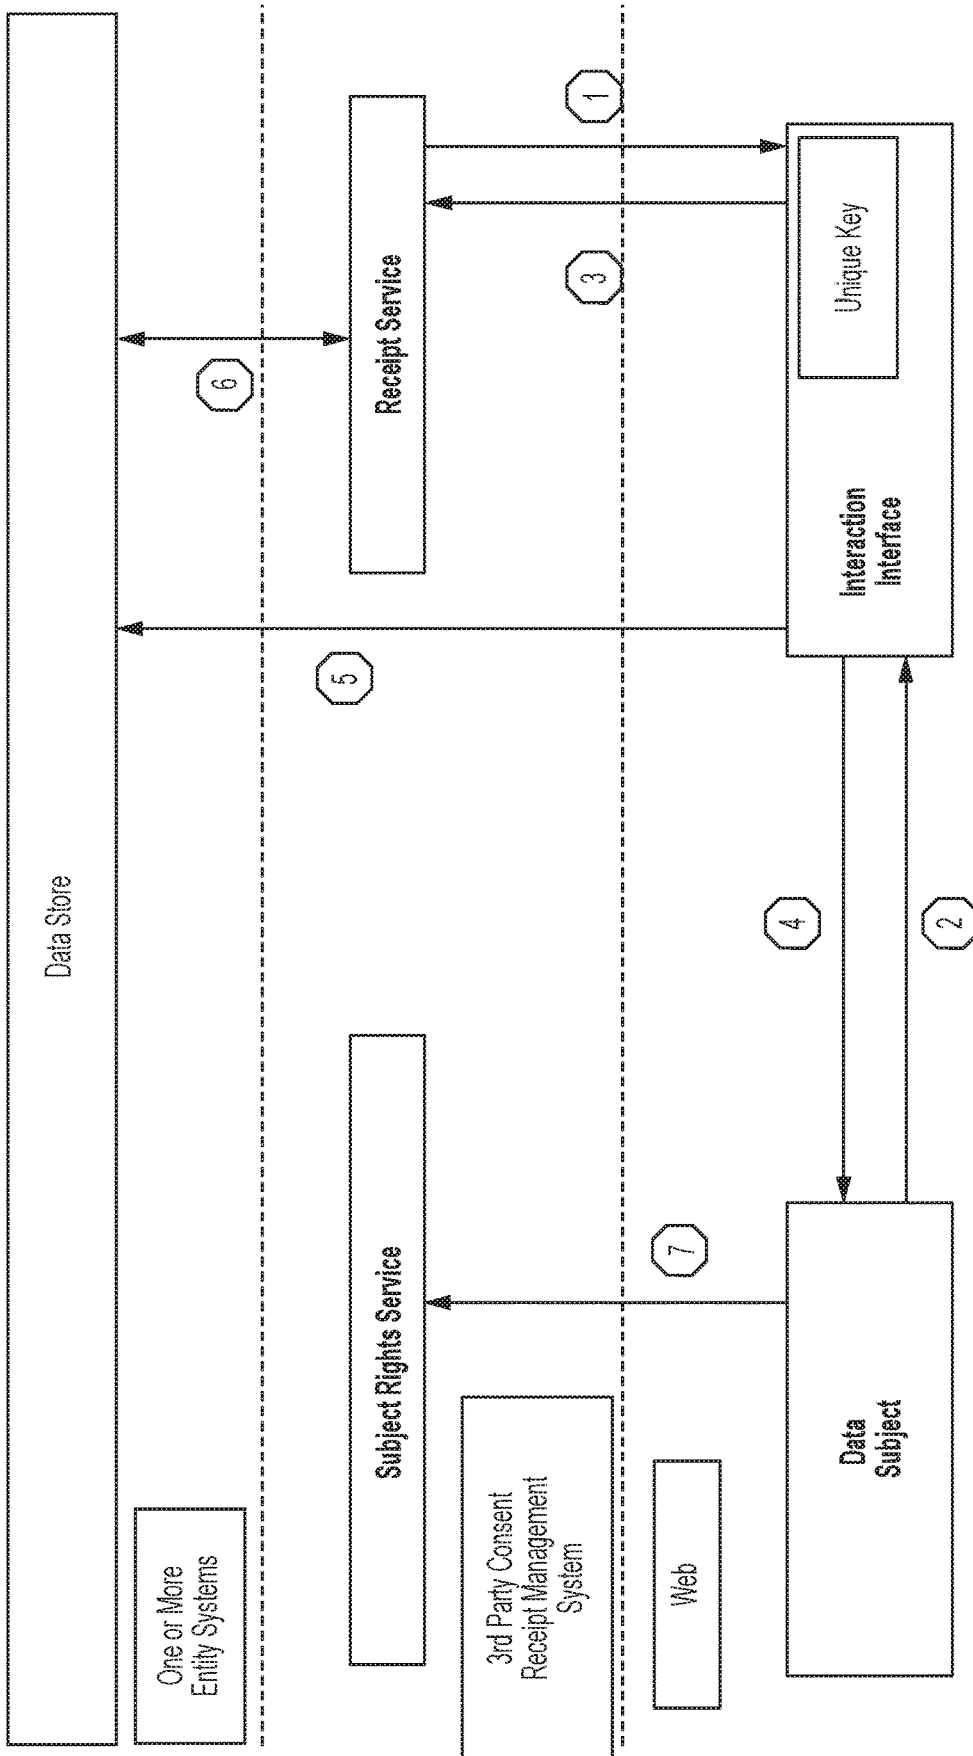 Data Store
One or More
Entity Systems
6
5
Subject Rights Service
Receipt Service
3rd Party Consent
Receipt Management
System
3
1
Web
7
4
2
Data
Subject
Interaction
Interface
Unique Key